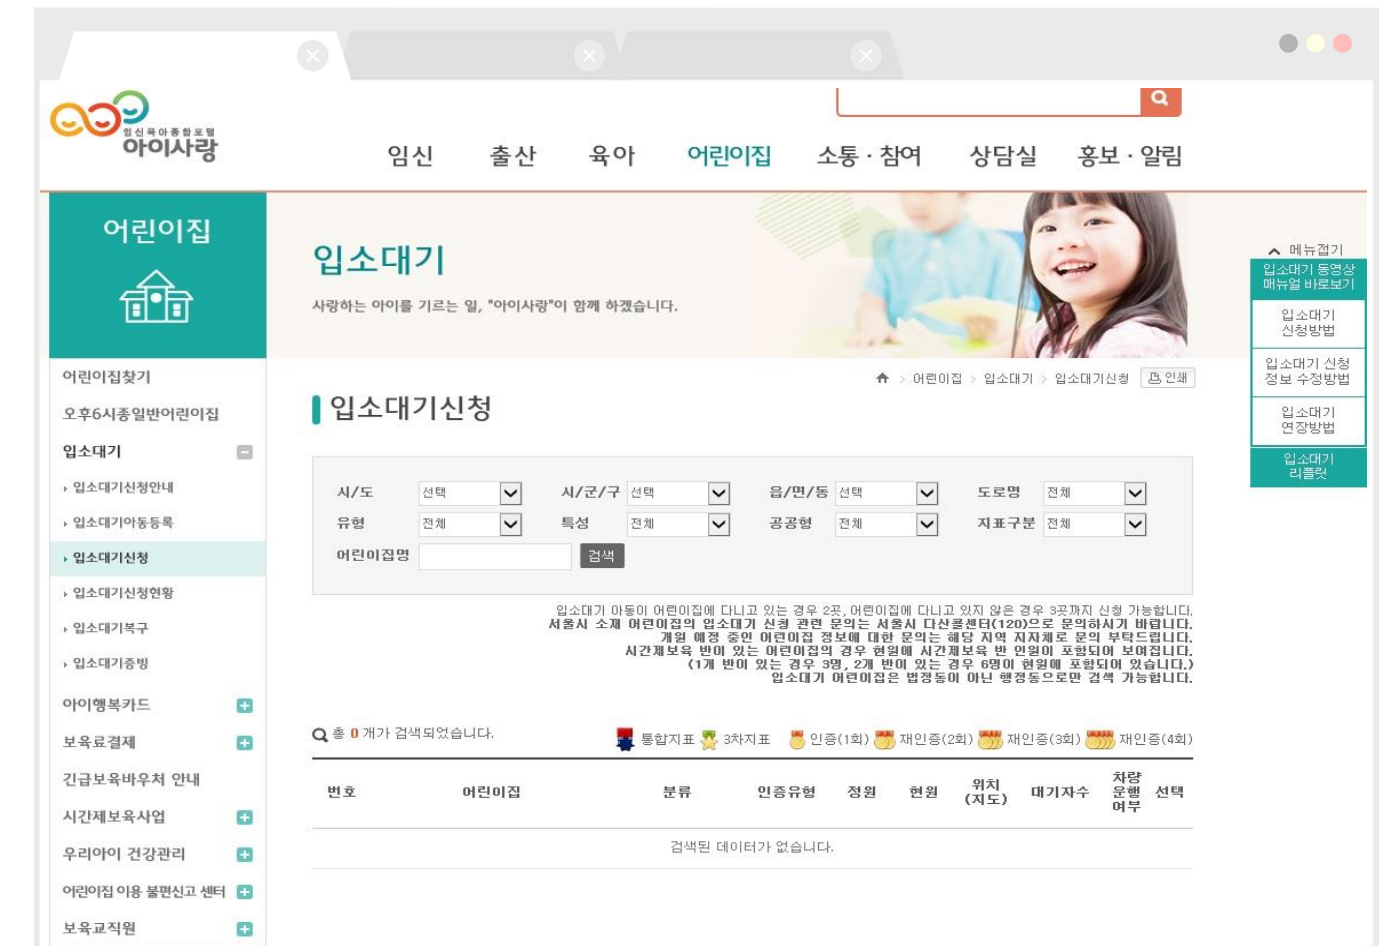 임신육아종합포털
아이사랑
임신 출산 육아 어린이집 소통·참여 상담실 홍보·알림
어린이집
입소대기
사랑하는 아이를 기르는 일, "아이사랑"이 함께 하겠습니다.
메뉴접기
입소대기 동영상
매뉴얼 바로보기
입소대기
신청방법
입소대기 신청
정보 수정방법
입소대기
연장방법
입소대기
리플릿
어린이집찾기
오후6시종일반어린이집
입소대기
입소대기신청안내
입소대기아동등록
입소대기신청
입소대기신청현황
입소대기복구
입소대기증빙
아이행복카드
보육료결제
긴급보육바우처 안내
시간제보육사업
우리아이 건강관리
어린이집 이용 불편신고 센터
보육교직원
> 어린이집 > 입소대기 > 입소대기신청 인쇄
입소대기신청
시/도 선택 시/군/구 선택 읍/면/동 선택 도로명 전체
유형 전체 특성 전체 공공형 전체 지표구분 전체
어린이집명 검색
입소대기 아동이 어린이집에 다니고 있는 경우 2곳, 어린이집에 다니고 있지 않은 경우 3곳까지 신청 가능합니다.
서울시 소재 어린이집의 입소대기 신청 관련 문의는 서울시 다산콜센터(120)으로 문의하시기 바랍니다.
개원 예정 중인 어린이집 정보에 대한 문의는 해당 지역 지자체로 문의 부탁드립니다.
시간제보육 반이 있는 어린이집의 경우 현원에 시간제보육 반 인원이 포함되어 보여집니다.
(1개 반이 있는 경우 3명, 2개 반이 있는 경우 6명이 현원에 포함되어 있습니다.)
입소대기 어린이집은 법정동이 아닌 행정동으로만 검색 가능합니다.
총 0 개가 검색되었습니다.
통합지표 3차지표 인증(1회) 재인증(2회) 재인증(3회) 재인증(4회)
번호 어린이집 분류 인증유형 정원 현원 위치 (지도) 대기자수 차량 운행 여부 선택
검색된 데이터가 없습니다.